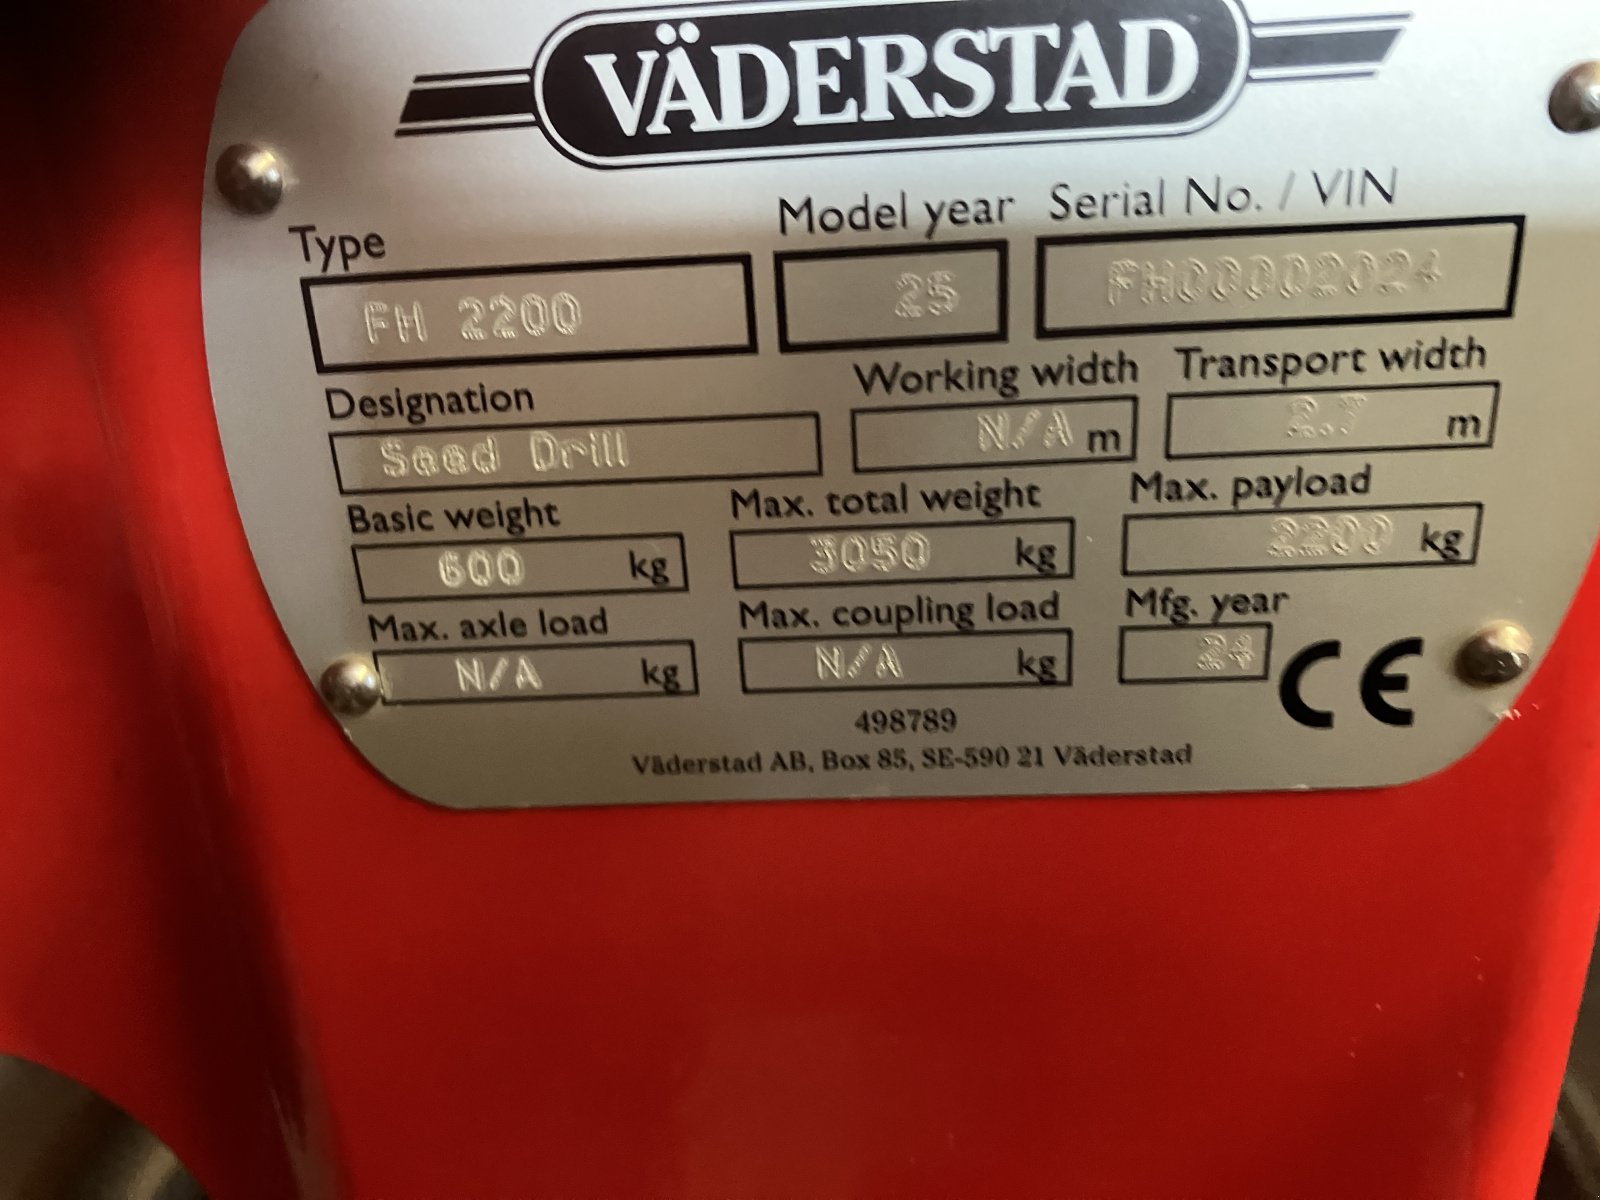 VÄDERSTAD
Type Model year Serial No. / VIN
FH 2200 25 FH00002024
Designation Working width Transport width
Seed Drill N/A m 2.7 m
Basic weight Max. total weight Max. payload
600 kg 3050 kg 2200 kg
Max. axle load Max. coupling load Mfg. year
N/A kg N/A kg 24 CE
498789
Väderstad AB, Box 85, SE-590 21 Väderstad